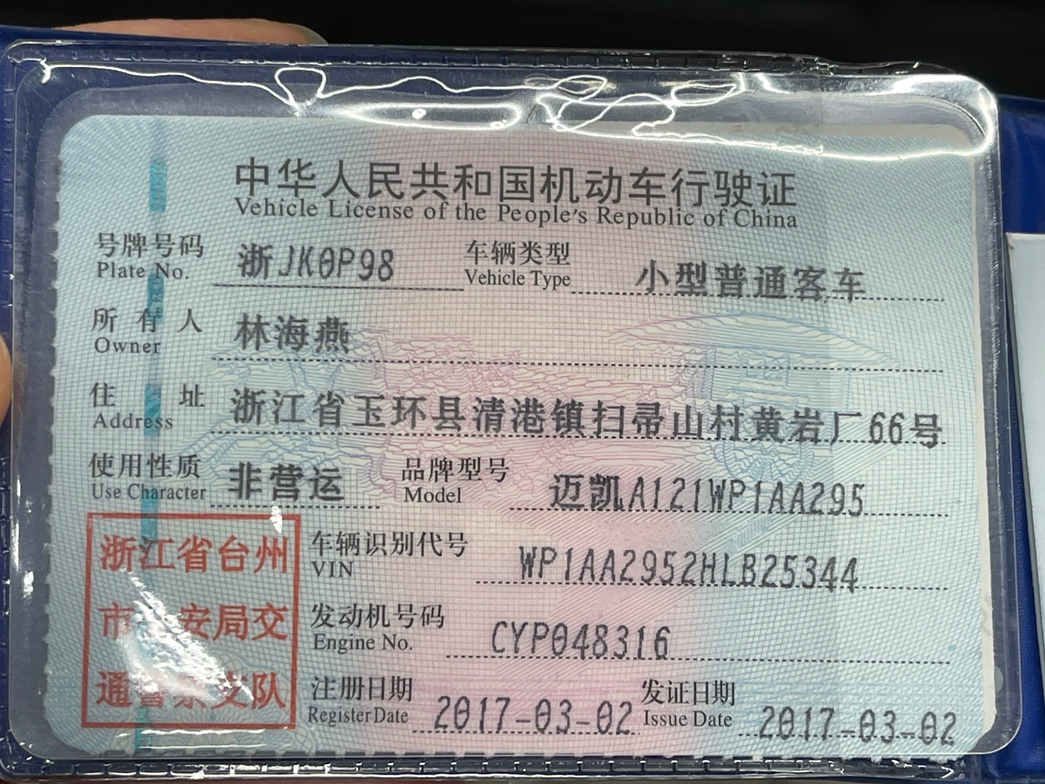 中华人民共和国机动车行驶证
Vehicle License of the People's Republic of China
号牌号码 浙JK0P98 车辆类型 小型普通客车
Plate No. Vehicle Type
所有人 林海燕
Owner
住址 浙江省玉环县清港镇扫帚山村黄岩厂66号
Address
使用性质 非营运 品牌型号 迈凯A121WP1AA295
Use Character Model
浙江省台州
市 安局交
通警察支队
车辆识别代号 WP1AA2952HLB25344
VIN
发动机号码 CYP048316
Engine No.
注册日期 2017-03-02 发证日期 2017-03-02
Register Date Issue Date